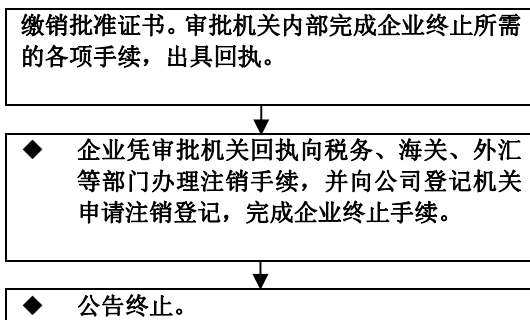 缴销批准证书。审批机关内部完成企业终止所需
的各项手续，出具回执。
◆ 企业凭审批机关回执向税务、海关、外汇
等部门办理注销手续，并向公司登记机关
申请注销登记，完成企业终止手续。
◆ 公告终止。